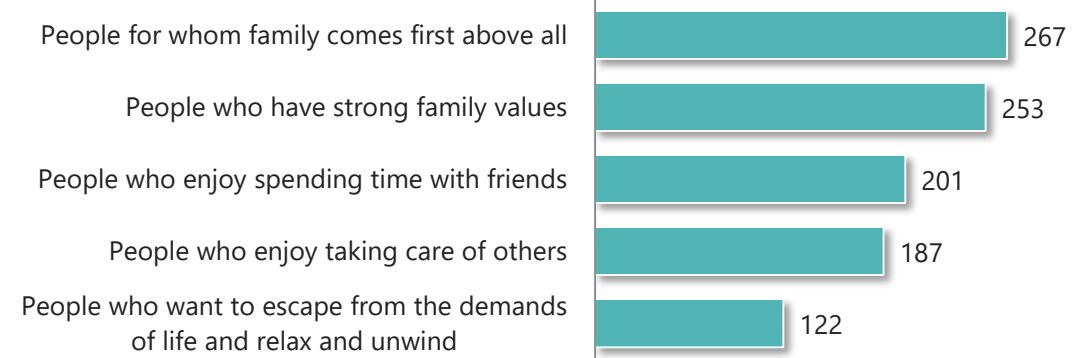 People for whom family comes first above all 267
People who have strong family values 253
People who enjoy spending time with friends 201
People who enjoy taking care of others 187
People who want to escape from the demands
of life and relax and unwind 122